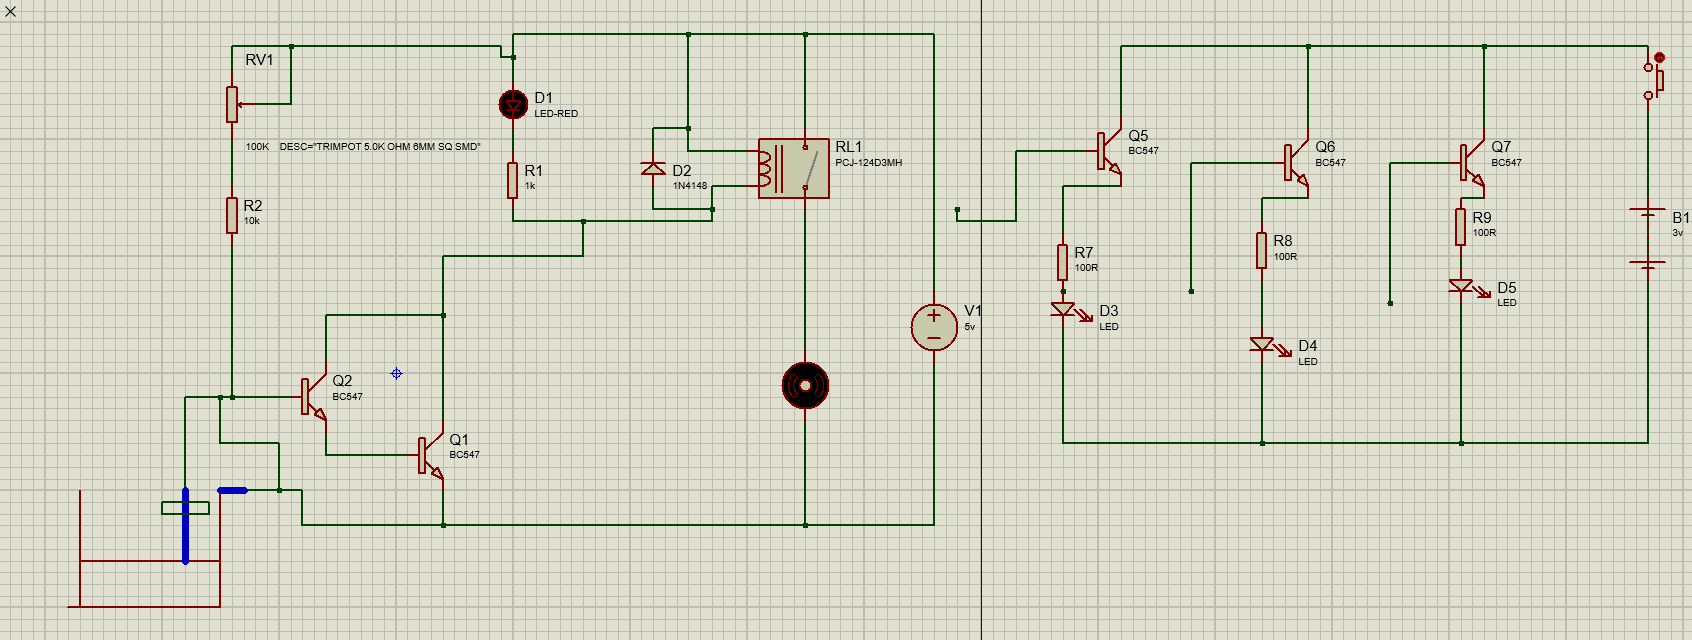 RV1
100K DESC="TRIMPOT 5.0K OHM 6MM SQ SMD"
R2
10k
D1
LED-RED
R1
1k
D2
1N4148
RL1
PCJ-124D3MH
V1
5v
Q2
BC547
Q1
BC547
Q5
BC547
Q6
BC547
Q7
BC547
R7
100R
R8
100R
R9
100R
D3
LED
D4
LED
D5
LED
B1
3v